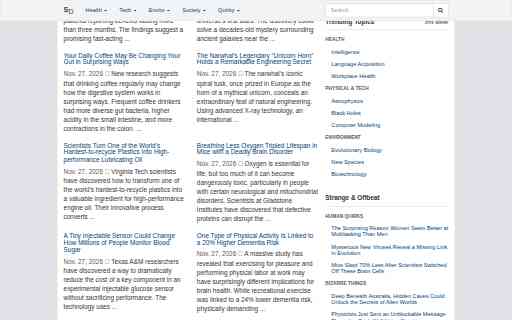 SD
Health
Tech
Enviro
Society
Quirky
Search
than three months. The findings suggest a
promising fast-acting ...
Your Daily Coffee May Be Changing Your
Gut in Surprising Ways
Nov. 27, 2026 □ New research suggests
that drinking coffee regularly may change
how the digestive system works in
surprising ways. Frequent coffee drinkers
had more diverse gut bacteria, higher
acidity in the small intestine, and more
contractions in the colon ...
Scientists Turn One of the World's
Hardest-to-recycle Plastics into High-
performance Lubricating Oil
Nov. 27, 2026 □ Virginia Tech scientists
have discovered how to transform one of
the world's hardest-to-recycle plastics into
a valuable ingredient for high-performance
engine oil. Their innovative process
converts ...
A Tiny Injectable Sensor Could Change
How Millions of People Monitor Blood
Sugar
Nov. 27, 2026 □ Texas A&M researchers
have discovered a way to dramatically
reduce the cost of a key component in an
experimental injectable glucose sensor
without sacrificing performance. The
technology uses ...
solve a decades-old mystery surrounding
ancient galaxies near the ...
The Narwhal's Legendary "Unicorn Horn"
Holds a Remarkable Engineering Secret
Nov. 27, 2026 □ The narwhal's iconic
spiral tusk, once prized in Europe as the
horn of a mythical unicorn, conceals an
extraordinary feat of natural engineering.
Using advanced X-ray technology, an
international ...
Breathing Less Oxygen Tripled Lifespan in
Mice with a Deadly Brain Disorder
Nov. 27, 2026 □ Oxygen is essential for
life, but too much of it can become
dangerously toxic, particularly in people
with certain neurological and mitochondrial
disorders. Scientists at Gladstone
Institutes have discovered that defective
proteins can disrupt the ...
One Type of Physical Activity Is Linked to
a 20% Higher Dementia Risk
Nov. 27, 2026 □ A massive study has
revealed that exercising for pleasure and
performing physical labor at work may
have surprisingly different implications for
brain health. While recreational exercise
was linked to a 24% lower dementia risk,
physically demanding ...
Trending Topics
this week
HEALTH
Intelligence
Language Acquisition
Workplace Health
PHYSICAL & TECH
Astrophysics
Black Holes
Computer Modeling
ENVIRONMENT
Evolutionary Biology
New Species
Biotechnology
Strange & Offbeat
HUMAN QUIRKS
The Surprising Reason Women Seem Better at
Multitasking Than Men
Mysterious New Viruses Reveal a Missing Link
in Evolution
Mice Slept 70% Less After Scientists Switched
Off These Brain Cells
BIZARRE THINGS
Deep Beneath Australia, Hidden Caves Could
Unlock the Secrets of Alien Worlds
Physicists Just Sent an Unblockable Message